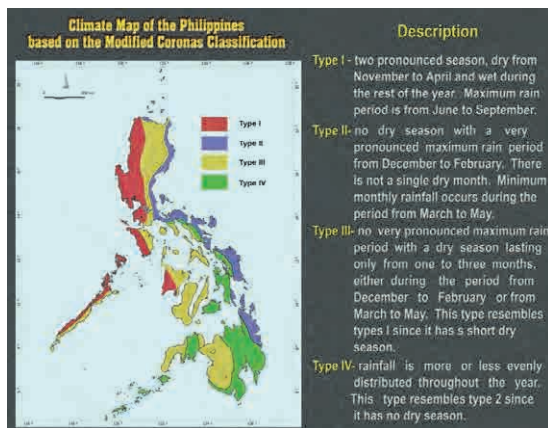 Climate Map of the Philippines
based on the Modified Coronas Classification
Type I
Type II
Type III
Type IV
Description
Type I- two pronounced season, dry from
November to April and wet during
the rest of the year. Maximum rain
period is from June to September.
Type II- no dry season with a very
pronounced maximum rain period
from December to February. There
is not a single dry month. Minimum
monthly rainfall occurs during the
period from March to May.
Type III- no very pronounced maximum rain
period with a dry season lasting
only from one to three months,
either during the period from
December to February or from
March to May. This type resembles
types I since it has s short dry
season.
Type IV- rainfall is more or less evenly
distributed throughout the year.
This type resembles type 2 since
it has no dry season.